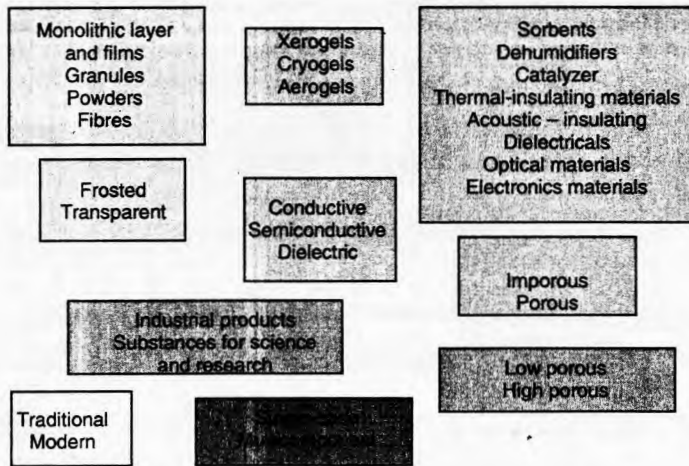 Monolithic layer
and films
Granules
Powders
Fibres
Xerogels
Cryogels
Aerogels
Sorbents
Dehumidifiers
Catalyzer
Thermal-insulating materials
Acoustic – insulating
Dielectricals
Optical materials
Electronics materials
Frosted
Transparent
Conductive
Semiconductive
Dielectric
Imporous
Porous
Industrial products
Substances for science
and research
Low porous
High porous
Traditional
Modern